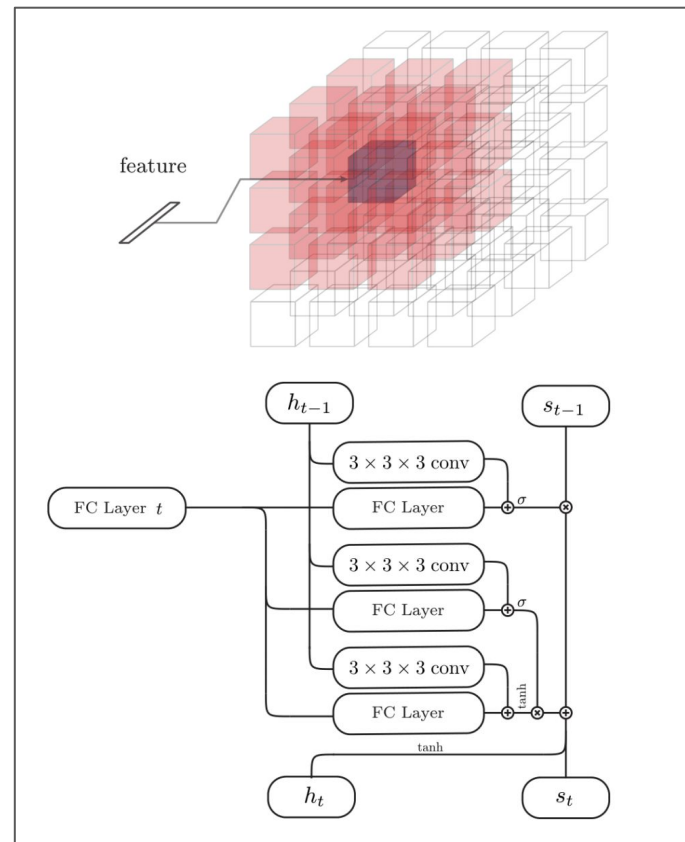 feature
h_{t−1}
s_{t−1}
3 × 3 × 3 conv
σ
FC Layer t
FC Layer
3 × 3 × 3 conv
σ
FC Layer
3 × 3 × 3 conv
tanh
FC Layer
tanh
h_t
s_t